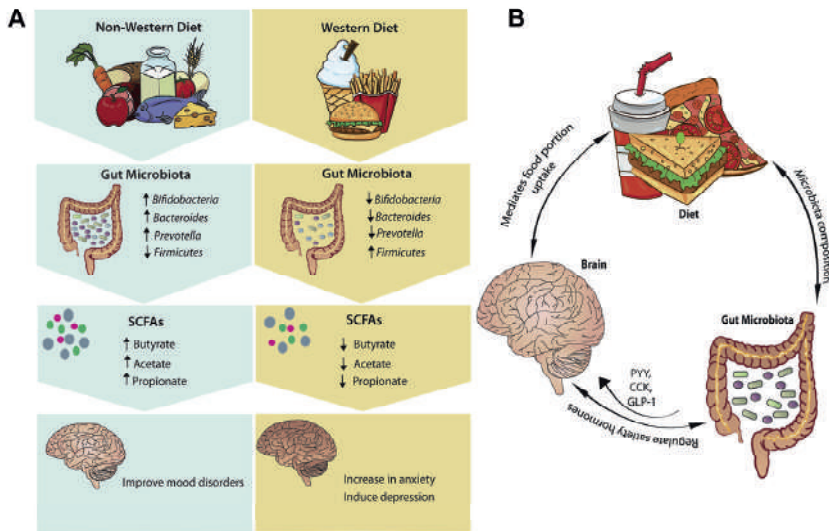 A
Non-Western Diet
Western Diet
Gut Microbiota
↑ Bifidobacteria
↑ Bacteroides
↑ Prevotella
↓ Firmicutes
Gut Microbiota
↓ Bifidobacteria
↓ Bacteroides
↓ Prevotella
↑ Firmicutes
SCFAs
↑ Butyrate
↑ Acetate
↑ Propionate
SCFAs
↓ Butyrate
↓ Acetate
↓ Propionate
Improve mood disorders
Increase in anxiety
Induce depression
B
Mediates food portion
uptake
Diet
Microbicta composition
Brain
Gut Microbiota
PYY,
CCK,
GLP-1
Regulate satiety hormones